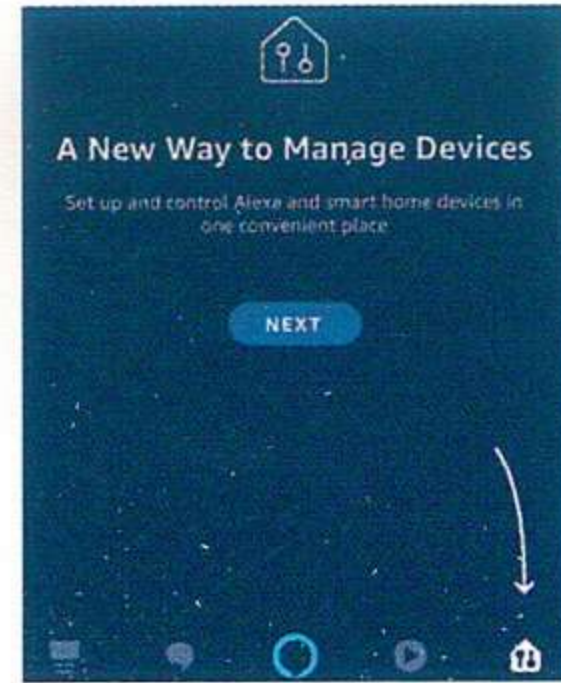 A New Way to Manage Devices
Set up and control Alexa and smart home devices in
one convenient place
NEXT